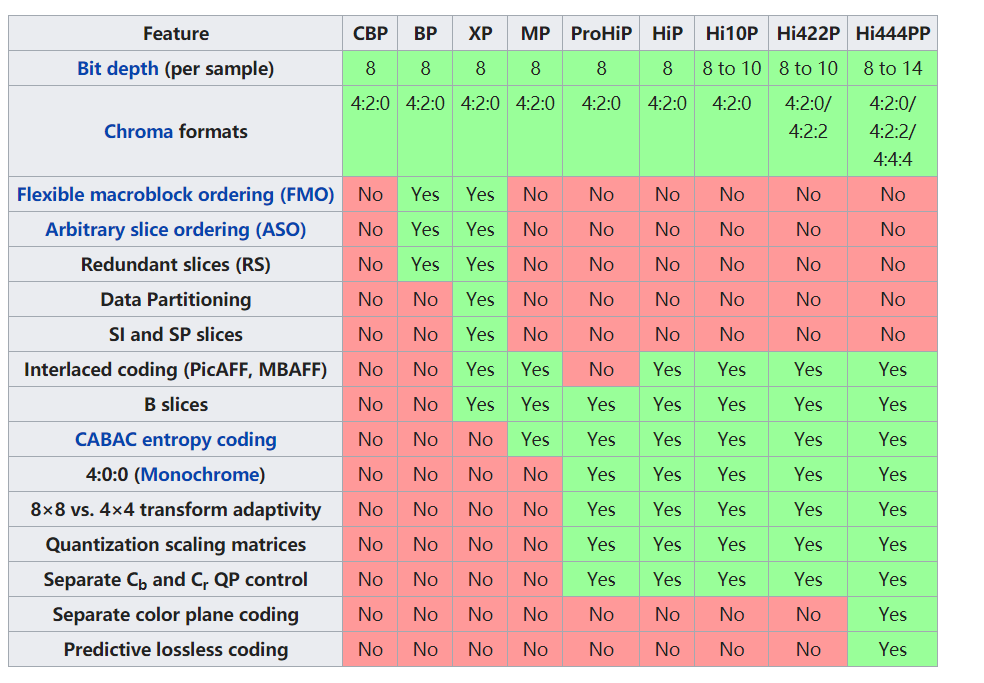 Feature CBP BP XP MP ProHiP HiP Hi10P Hi422P Hi444PP
Bit depth (per sample) 8 8 8 8 8 8 8 to 10 8 to 10 8 to 14
Chroma formats 4:2:0 4:2:0 4:2:0 4:2:0 4:2:0 4:2:0 4:2:0 4:2:0/ 4:2:2 4:2:0/ 4:2:2/ 4:4:4
Flexible macroblock ordering (FMO) No Yes Yes No No No No No No
Arbitrary slice ordering (ASO) No Yes Yes No No No No No No
Redundant slices (RS) No Yes Yes No No No No No No
Data Partitioning No No Yes No No No No No No
SI and SP slices No No Yes No No No No No No
Interlaced coding (PicAFF, MBAFF) No No Yes Yes No Yes Yes Yes Yes
B slices No No Yes Yes Yes Yes Yes Yes Yes
CABAC entropy coding No No No Yes Yes Yes Yes Yes Yes
4:0:0 (Monochrome) No No No No Yes Yes Yes Yes Yes
8×8 vs. 4×4 transform adaptivity No No No No Yes Yes Yes Yes Yes
Quantization scaling matrices No No No No Yes Yes Yes Yes Yes
Separate Cb and Cr QP control No No No No Yes Yes Yes Yes Yes
Separate color plane coding No No No No No No No No Yes
Predictive lossless coding No No No No No No No No Yes